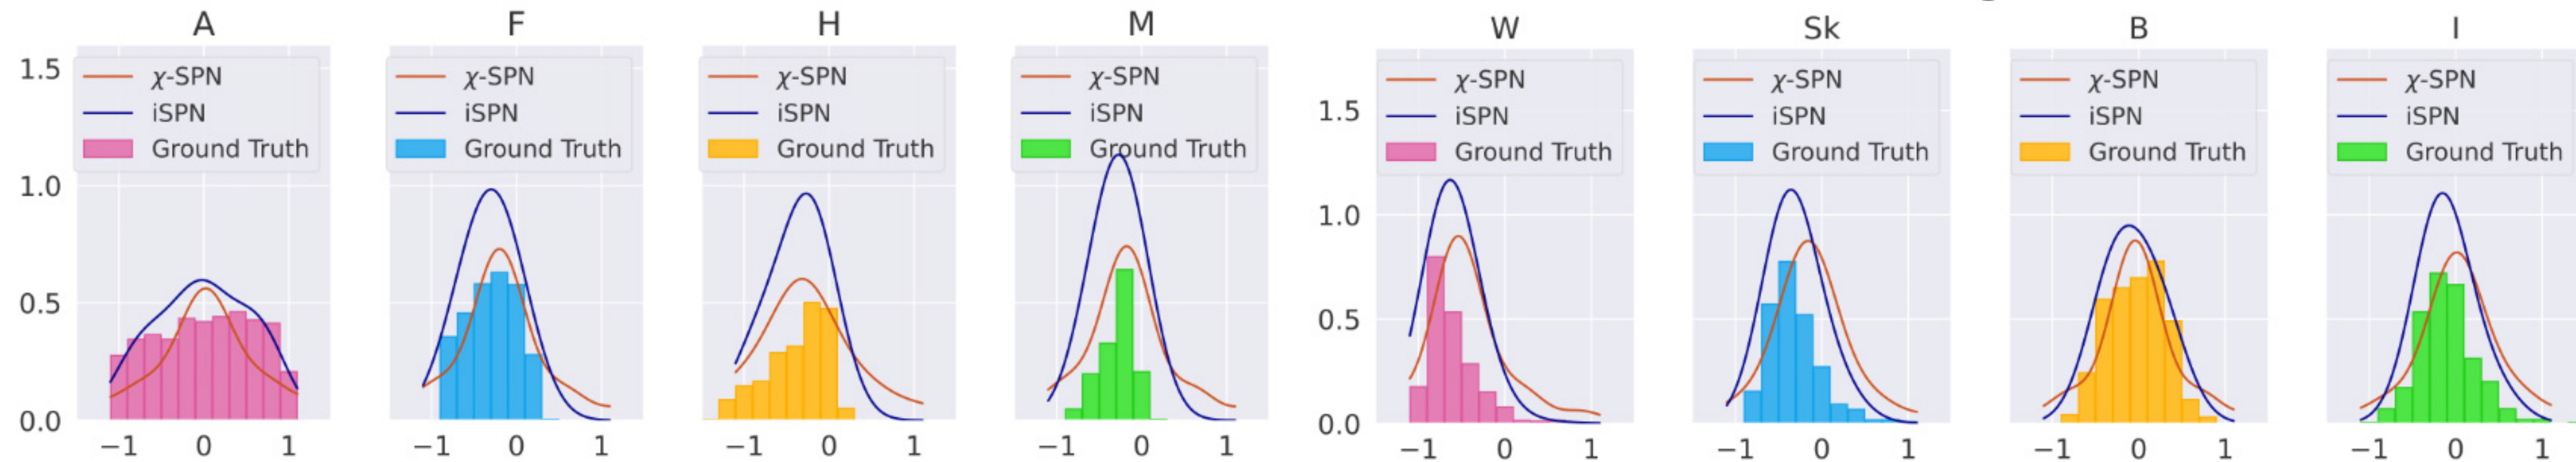 A F H M W Sk B I
χ-SPN χ-SPN χ-SPN χ-SPN χ-SPN χ-SPN χ-SPN χ-SPN
iSPN iSPN iSPN iSPN iSPN iSPN iSPN iSPN
Ground Truth Ground Truth Ground Truth Ground Truth Ground Truth Ground Truth Ground Truth Ground Truth
1.5 1.5
1.0 1.0
0.5 0.5
0.0 0.0
−1 0 1 −1 0 1 −1 0 1 −1 0 1 −1 0 1 −1 0 1 −1 0 1 −1 0 1